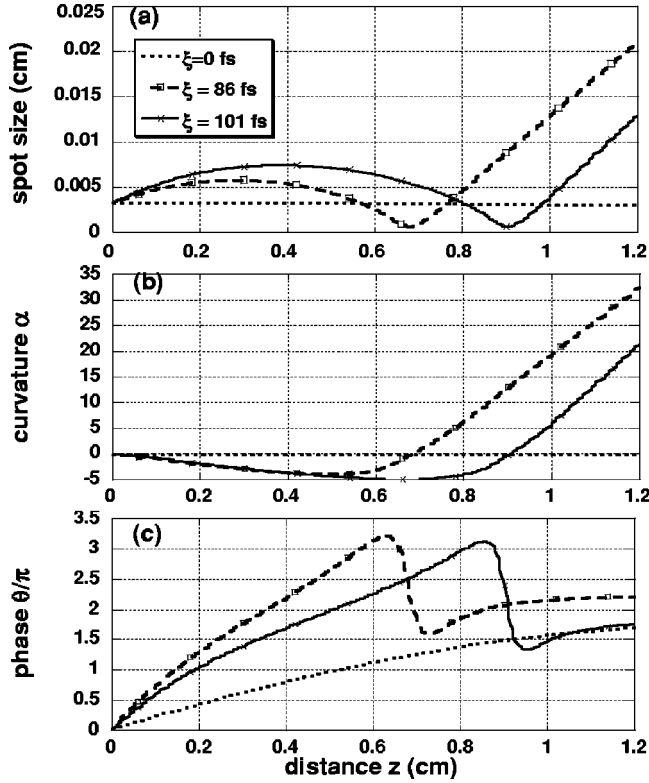 (a)
0.025
0.02
0.015
0.01
0.005
0
spot size (cm)
ξ=0 fs
ξ = 86 fs
ξ = 101 fs
0 0.2 0.4 0.6 0.8 1 1.2
(b)
35
30
25
20
15
10
5
0
-5
curvature α
0 0.2 0.4 0.6 0.8 1 1.2
(c)
3.5
3
2.5
2
1.5
1
0.5
0
phase θ/π
0 0.2 0.4 0.6 0.8 1 1.2
distance z (cm)